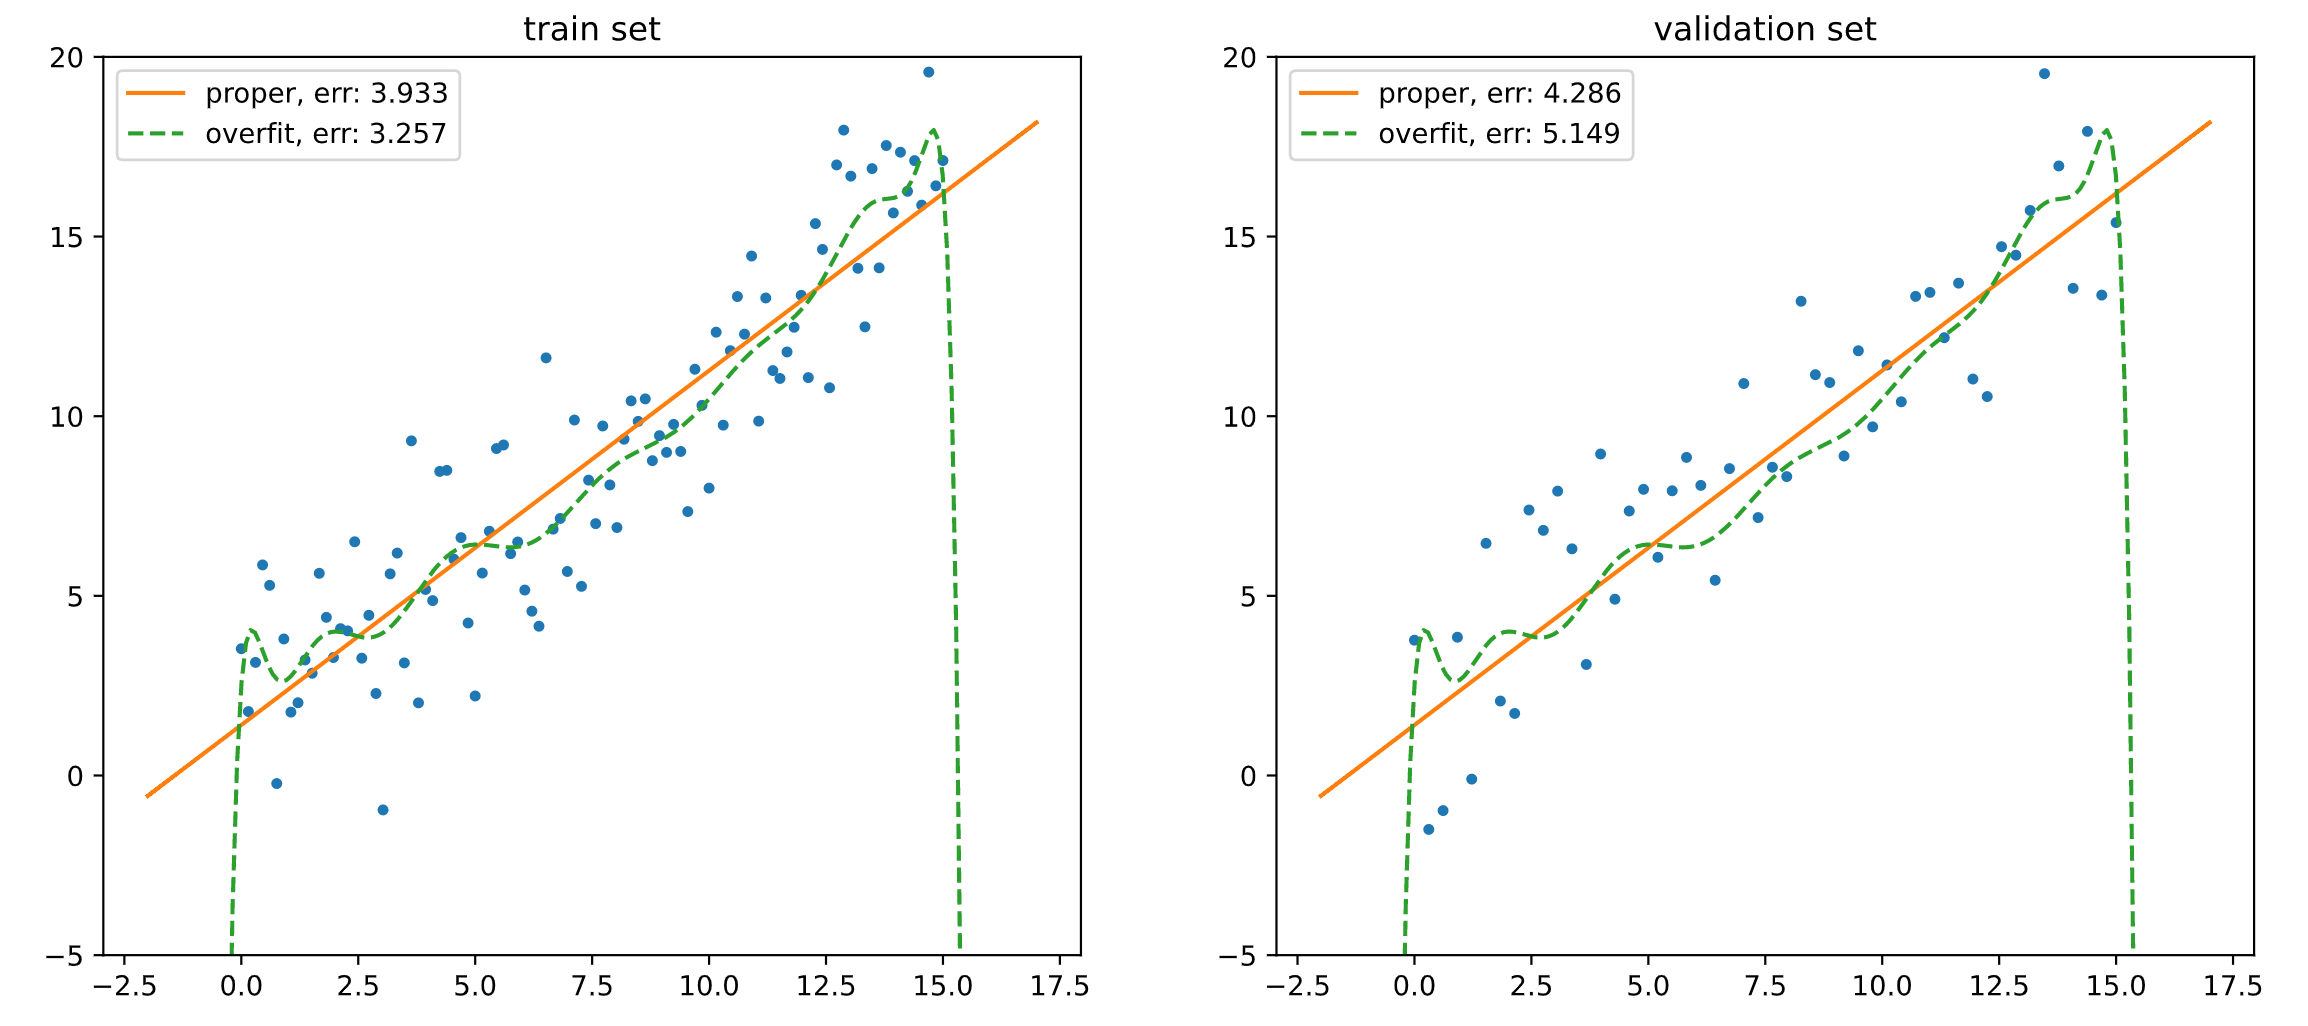 train set
proper, err: 3.933
overfit, err: 3.257
20
15
10
5
0
−5
−2.5 0.0 2.5 5.0 7.5 10.0 12.5 15.0 17.5
validation set
proper, err: 4.286
overfit, err: 5.149
20
15
10
5
0
−5
−2.5 0.0 2.5 5.0 7.5 10.0 12.5 15.0 17.5